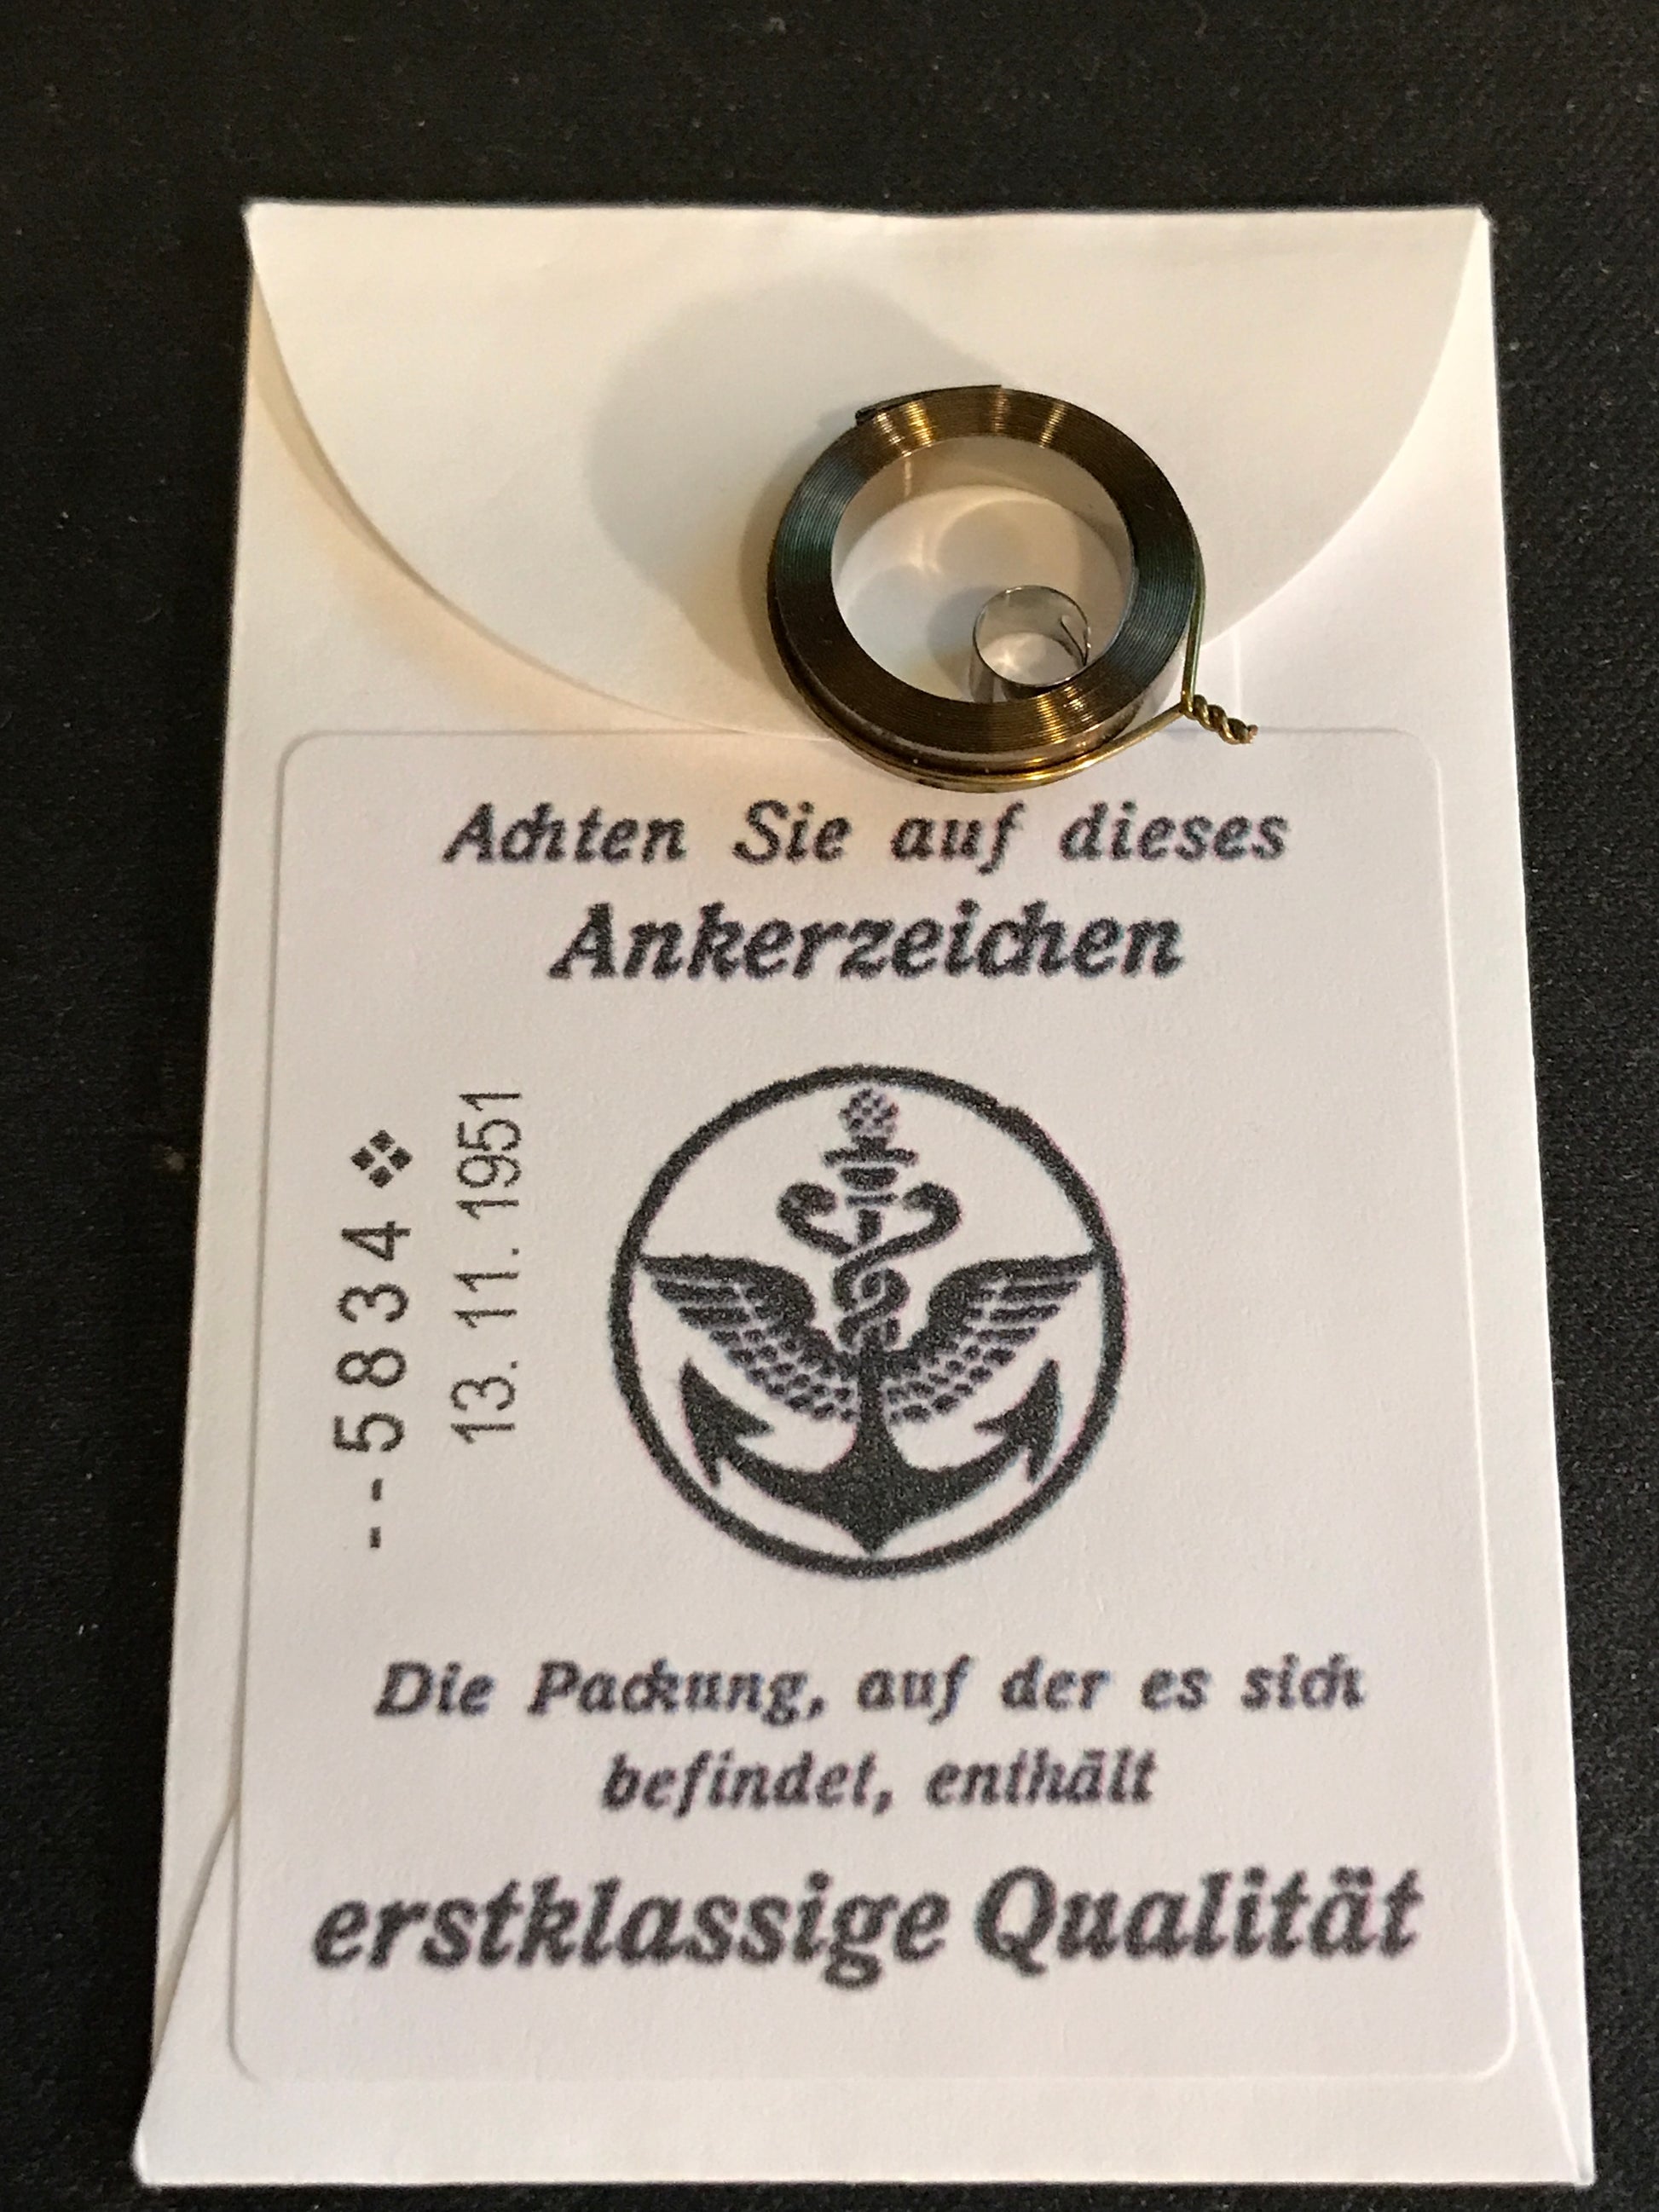 Achten Sie auf dieses
Ankerzeichen
--5834❖
13.11.1951
Die Packung, auf der es sich
befindet, enthält
erstklassige Qualität